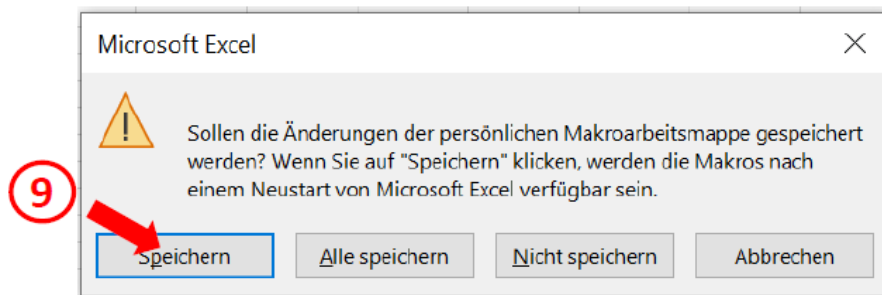 Microsoft Excel
Sollen die Änderungen der persönlichen Makroarbeitsmappe gespeichert
werden? Wenn Sie auf "Speichern" klicken, werden die Makros nach
einem Neustart von Microsoft Excel verfügbar sein.
9
Speichern
Alle speichern
Nicht speichern
Abbrechen